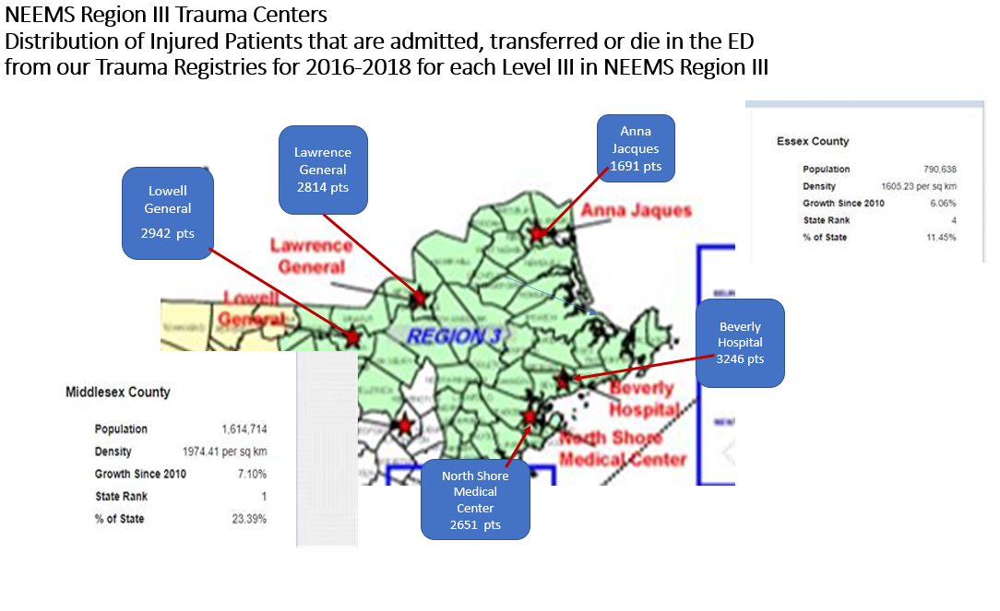 NEEMS Region III Trauma Centers
Distribution of Injured Patients that are admitted, transferred or die in the ED
from our Trauma Registries for 2016-2018 for each Level III in NEEMS Region III
Anna
Jacques
1691 pts
Lawrence
General
2814 pts
Lowell
General
2942 pts
Essex County
Population 790,638
Density 1605.23 per sq km
Growth Since 2010 6.06%
State Rank 4
% of State 11.45%
Anna Jaques
Lawrence
General
Lowell
General
REGION 3
Beverly
Hospital
3246 pts
Beverly
Hospital
North Shore
Medical Center
Middlesex County
Population 1,614,714
Density 1974.41 per sq km
Growth Since 2010 7.10%
State Rank 1
% of State 23.39%
North Shore
Medical
Center
2651 pts